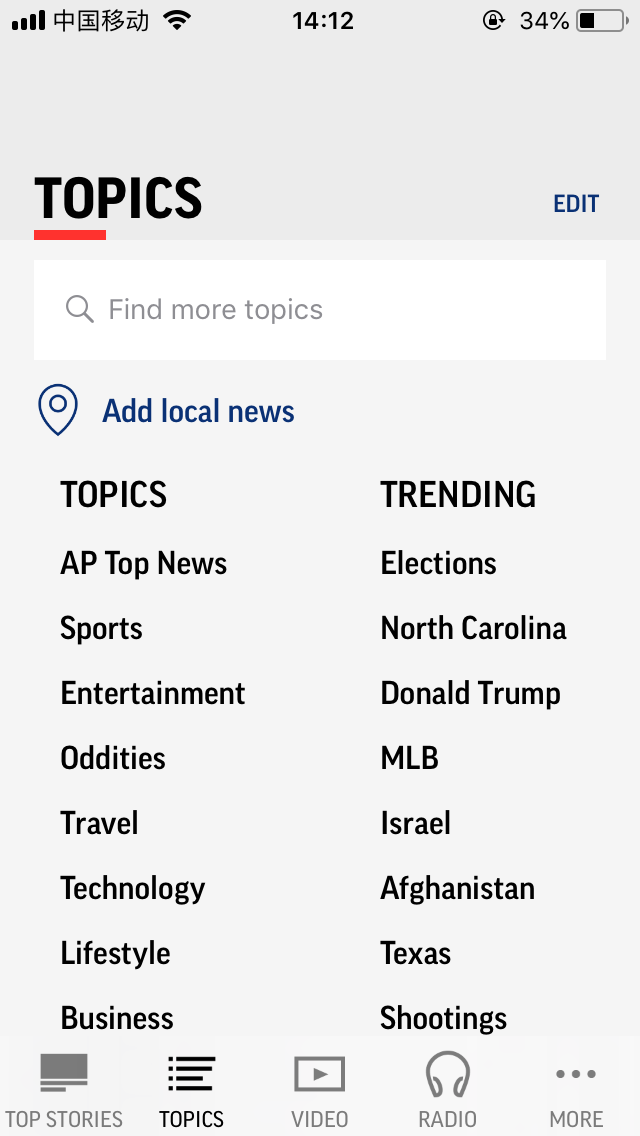 中国移动 14:12 34%
TOPICS
EDIT
Find more topics
Add local news
TOPICS
AP Top News
Sports
Entertainment
Oddities
Travel
Technology
Lifestyle
Business
TRENDING
Elections
North Carolina
Donald Trump
MLB
Israel
Afghanistan
Texas
Shootings
TOP STORIES TOPICS VIDEO RADIO MORE